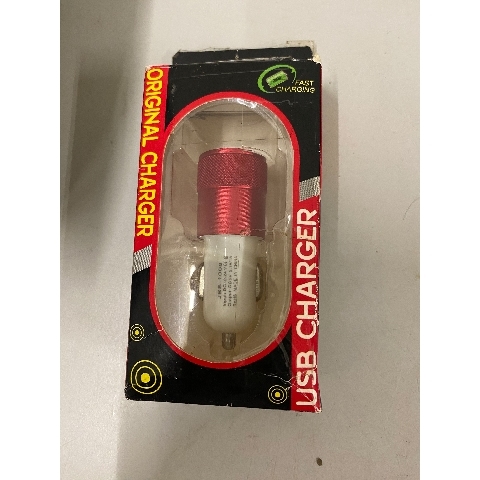 FAST
CHARGING
ORIGINAL CHARGER
USB CHARGER